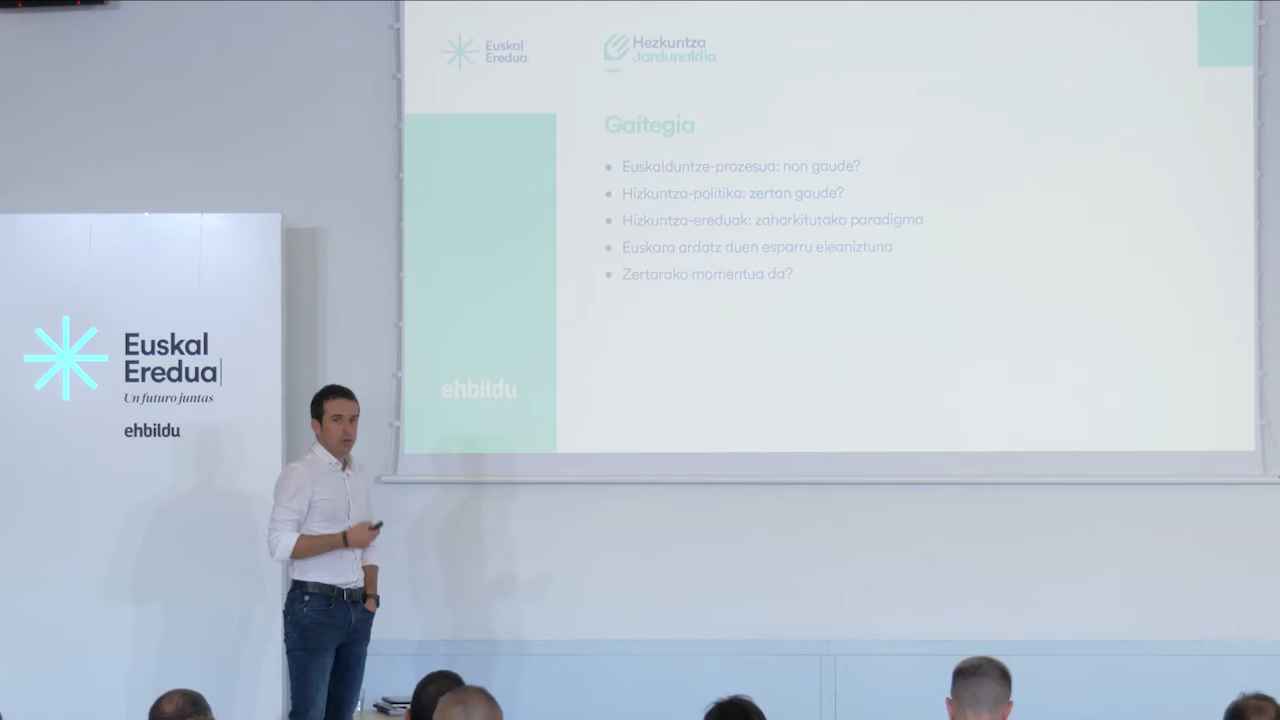 Euskal
Eredua
Hezkuntza
Jardunaldia
Gaitegia
Euskalduntze-prozesua: non gaude?
Hizkuntza-politika: zertan gaude?
Hizkuntza-ereduak: zaharkitutako paradigma
Euskara ardatz duen esparru eleaniztuna
Zertarako momentua da?
ehbildu
Euskal
Eredua
Un futuro juntas
ehbildu